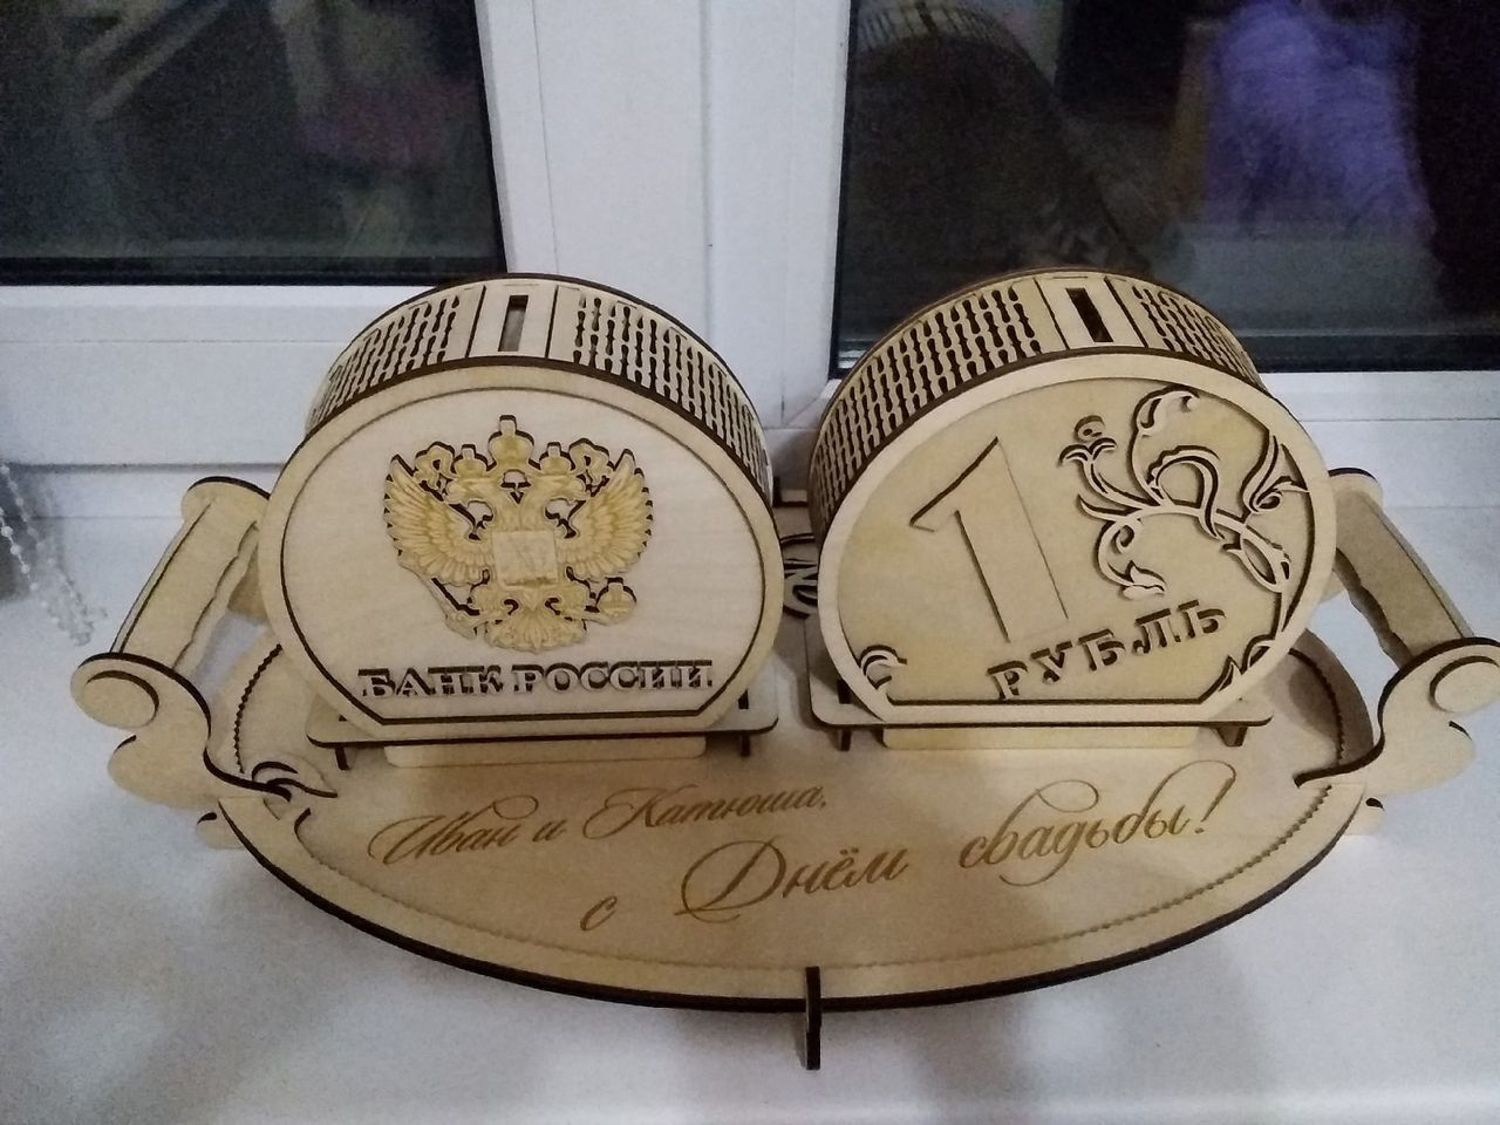 БАНК РОССИИ
1
РУБЛЬ
Иван и Катюша,
с Днём свадьбы!